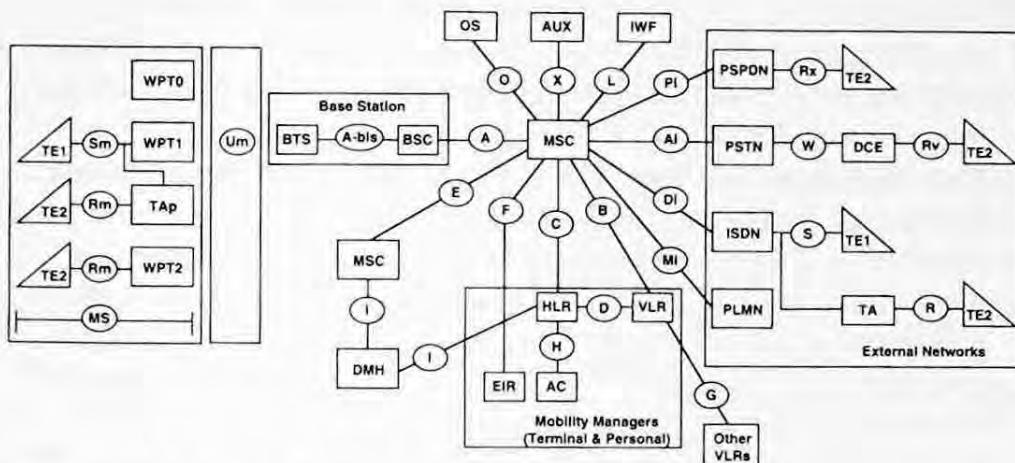 OS
AUX
IWF
O
X
L
PI
WPT0
TE1
Sm
WPT1
TE2
Rm
TAp
TE2
Rm
WPT2
MS
Um
Base Station
BTS
A-bis
BSC
A
MSC
AI
DI
MI
E
F
C
B
MSC
I
DMH
I
HLR
D
VLR
H
EIR
AC
Mobility Managers
(Terminal & Personal)
G
Other
VLRs
PSPDN
Rx
TE2
PSTN
W
DCE
Rv
TE2
ISDN
S
TE1
PLMN
TA
R
TE2
External Networks